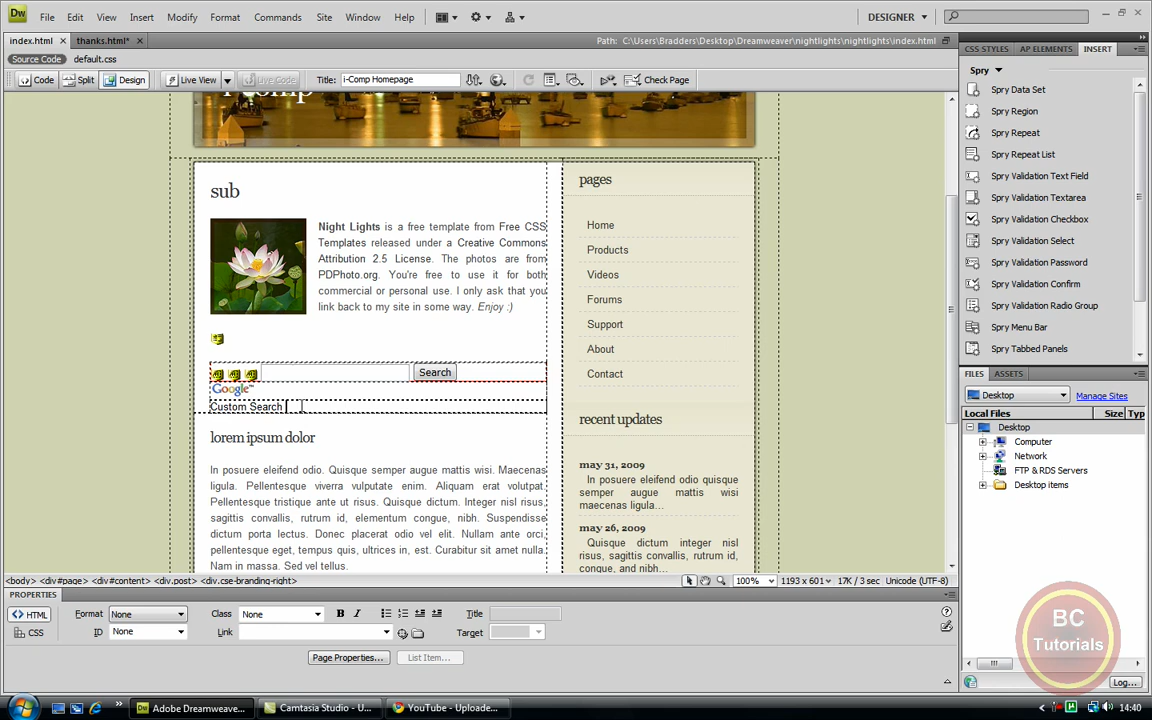 Dw
File Edit View Insert Modify Format Commands Site Window Help
DESIGNER
index.html × thanks.html* ×
Path: C:\Users\Bradders\Desktop\Dreamweaver\nightlights\nightlights\index.html
Source Code default.css
Code Split Design Live View Live Code Title: i-Comp Homepage Check Page
sub
Night Lights is a free template from Free CSS
Templates released under a Creative Commons
Attribution 2.5 License. The photos are from
PDPhoto.org. You're free to use it for both
commercial or personal use. I only ask that you
link back to my site in some way. Enjoy :)
Search
Google™
Custom Search
lorem ipsum dolor
In posuere eleifend odio. Quisque semper augue mattis wisi. Maecenas
ligula. Pellentesque viverra vulputate enim. Aliquam erat volutpat.
Pellentesque tristique ante ut risus. Quisque dictum. Integer nisl risus,
sagittis convallis, rutrum id, elementum congue, nibh. Suspendisse
dictum porta lectus. Donec placerat odio vel elit. Nullam ante orci,
pellentesque eget, tempus quis, ultrices in, est. Curabitur sit amet nulla.
Nam in massa. Sed vel tellus.
pages
Home
Products
Videos
Forums
Support
About
Contact
recent updates
may 31, 2009
In posuere eleifend odio quisque
semper augue mattis wisi
maecenas ligula...
may 26, 2009
Quisque dictum integer nisl
risus, sagittis convallis, rutrum id,
congue, and nibh...
<body> <div#page> <div#content> <div.post> <div.cse-branding-right>
100% 1193 x 601 17K / 3 sec Unicode (UTF-8)
PROPERTIES
HTML Format None Class None B I Title
CSS ID None Link Target
Page Properties... List Item...
CSS STYLES AP ELEMENTS INSERT
Spry
Spry Data Set
Spry Region
Spry Repeat
Spry Repeat List
Spry Validation Text Field
Spry Validation Textarea
Spry Validation Checkbox
Spry Validation Select
Spry Validation Password
Spry Validation Confirm
Spry Validation Radio Group
Spry Menu Bar
Spry Tabbed Panels
FILES ASSETS
Desktop Manage Sites
Local Files Size Typ
Desktop
Computer
Network
FTP & RDS Servers
Desktop items
BC
Tutorials
Log...
Adobe Dreamweave... Camtasia Studio - U... YouTube - Uploade... 14:40